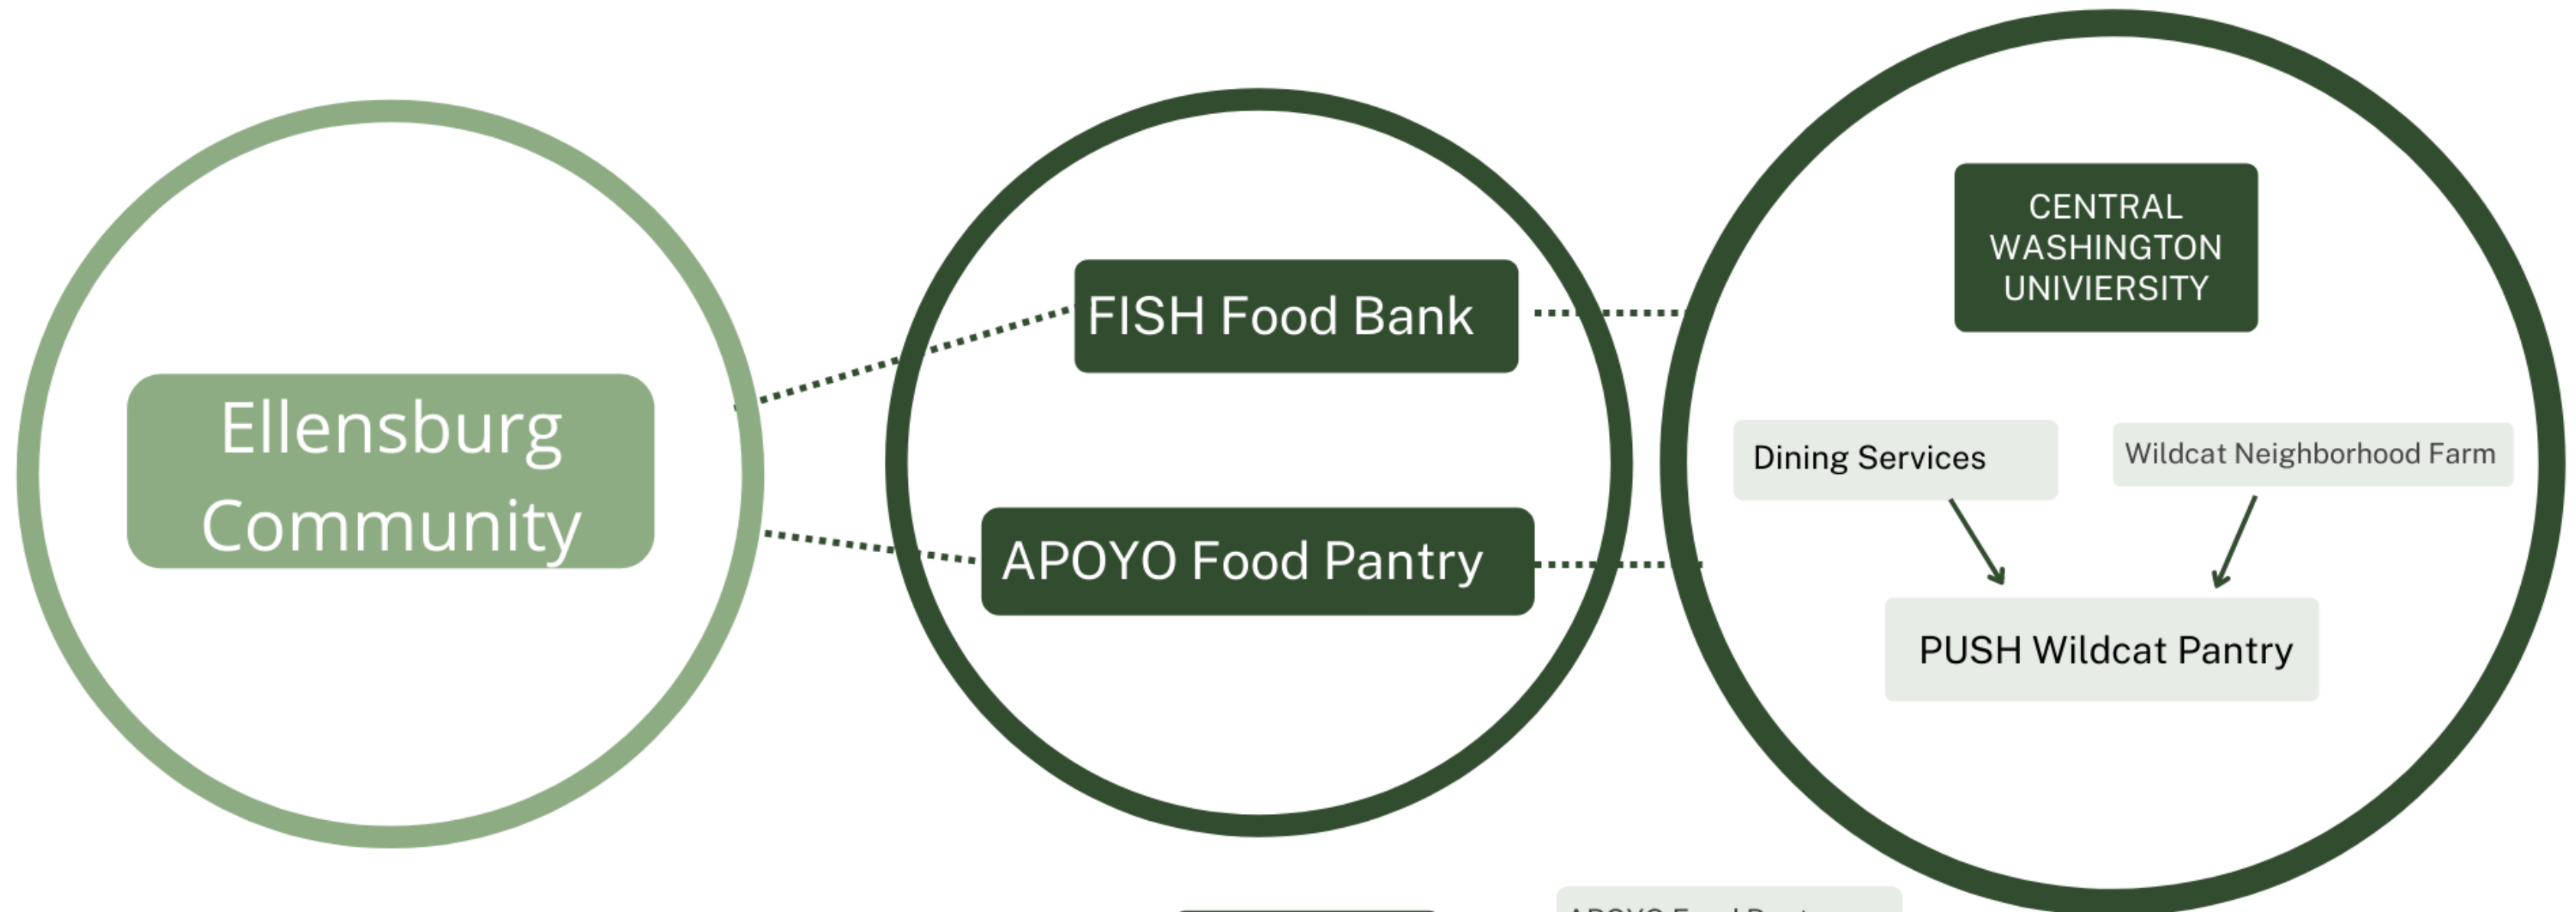 Ellensburg
Community
FISH Food Bank
APOYO Food Pantry
CENTRAL
WASHINGTON
UNIVIERSITY
Dining Services
Wildcat Neighborhood Farm
PUSH Wildcat Pantry